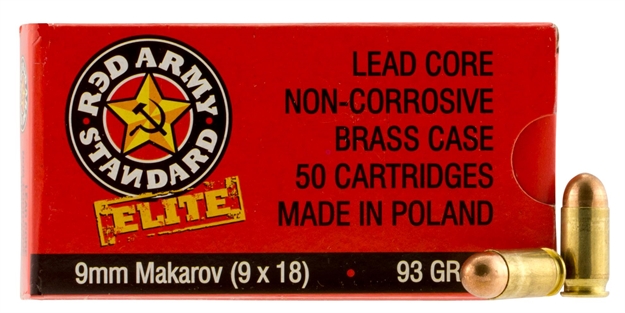 RED ARMY
STANDARD
ELITE
LEAD CORE
NON-CORROSIVE
BRASS CASE
50 CARTRIDGES
MADE IN POLAND
9mm Makarov (9 x 18) • 93 GR